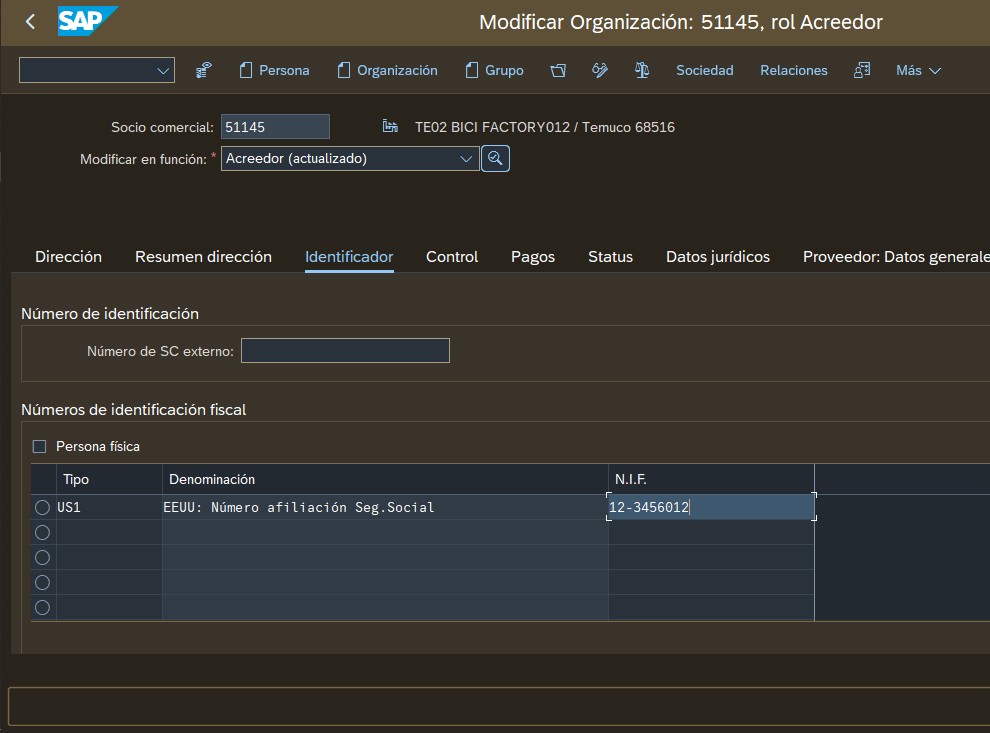 SAP Modificar Organización: 51145, rol Acreedor
Persona Organización Grupo Sociedad Relaciones Más
Socio comercial: 51145 TE02 BICI FACTORY012 / Temuco 68516
Modificar en función: * Acreedor (actualizado)
Dirección Resumen dirección Identificador Control Pagos Status Datos jurídicos Proveedor: Datos generale
Número de identificación
Número de SC externo:
Números de identificación fiscal
Persona física
Tipo Denominación N.I.F.
US1 EEUU: Número afiliación Seg.Social 12-3456012